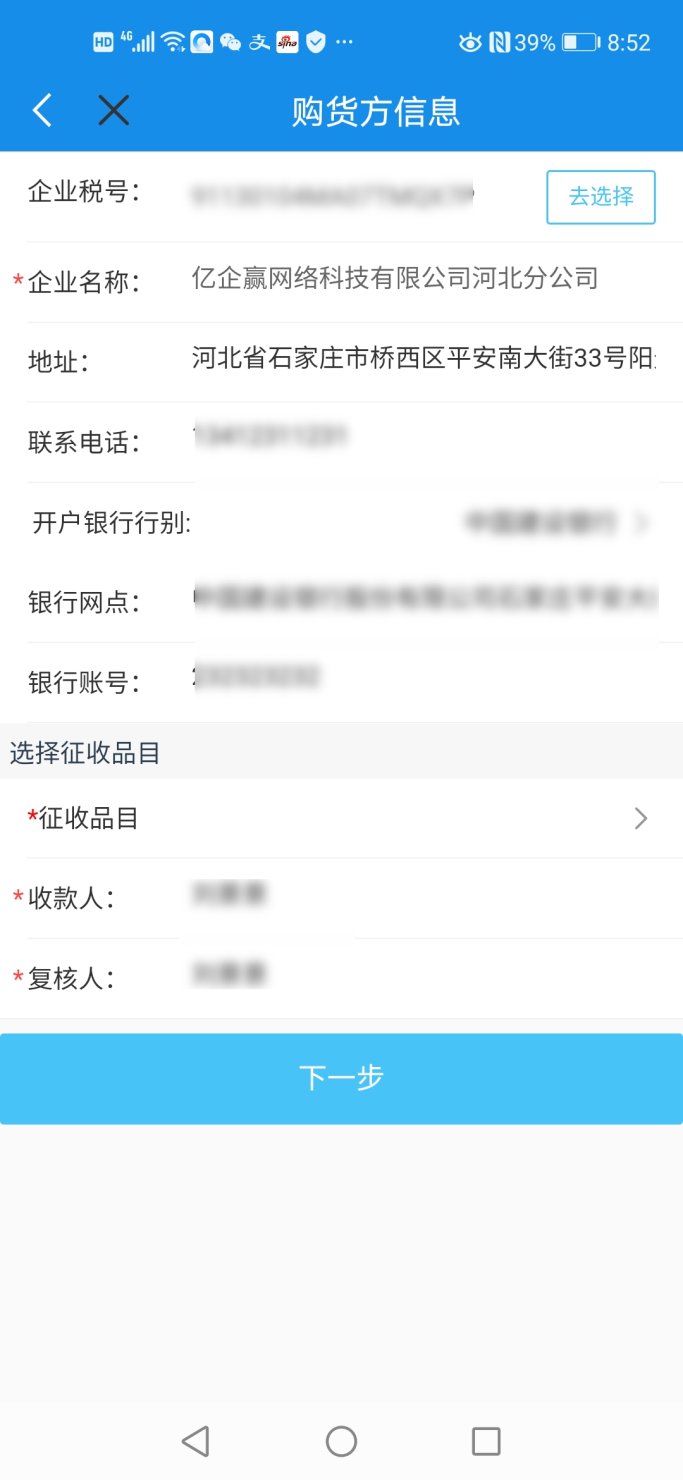 HD 4G 支 sina ... 39% 8:52
购货方信息
企业税号： 去选择
*企业名称： 亿企赢网络科技有限公司河北分公司
地址： 河北省石家庄市桥西区平安南大街33号阳
联系电话：
开户银行行别:
银行网点：
银行账号：
选择征收品目
*征收品目
*收款人：
*复核人：
下一步